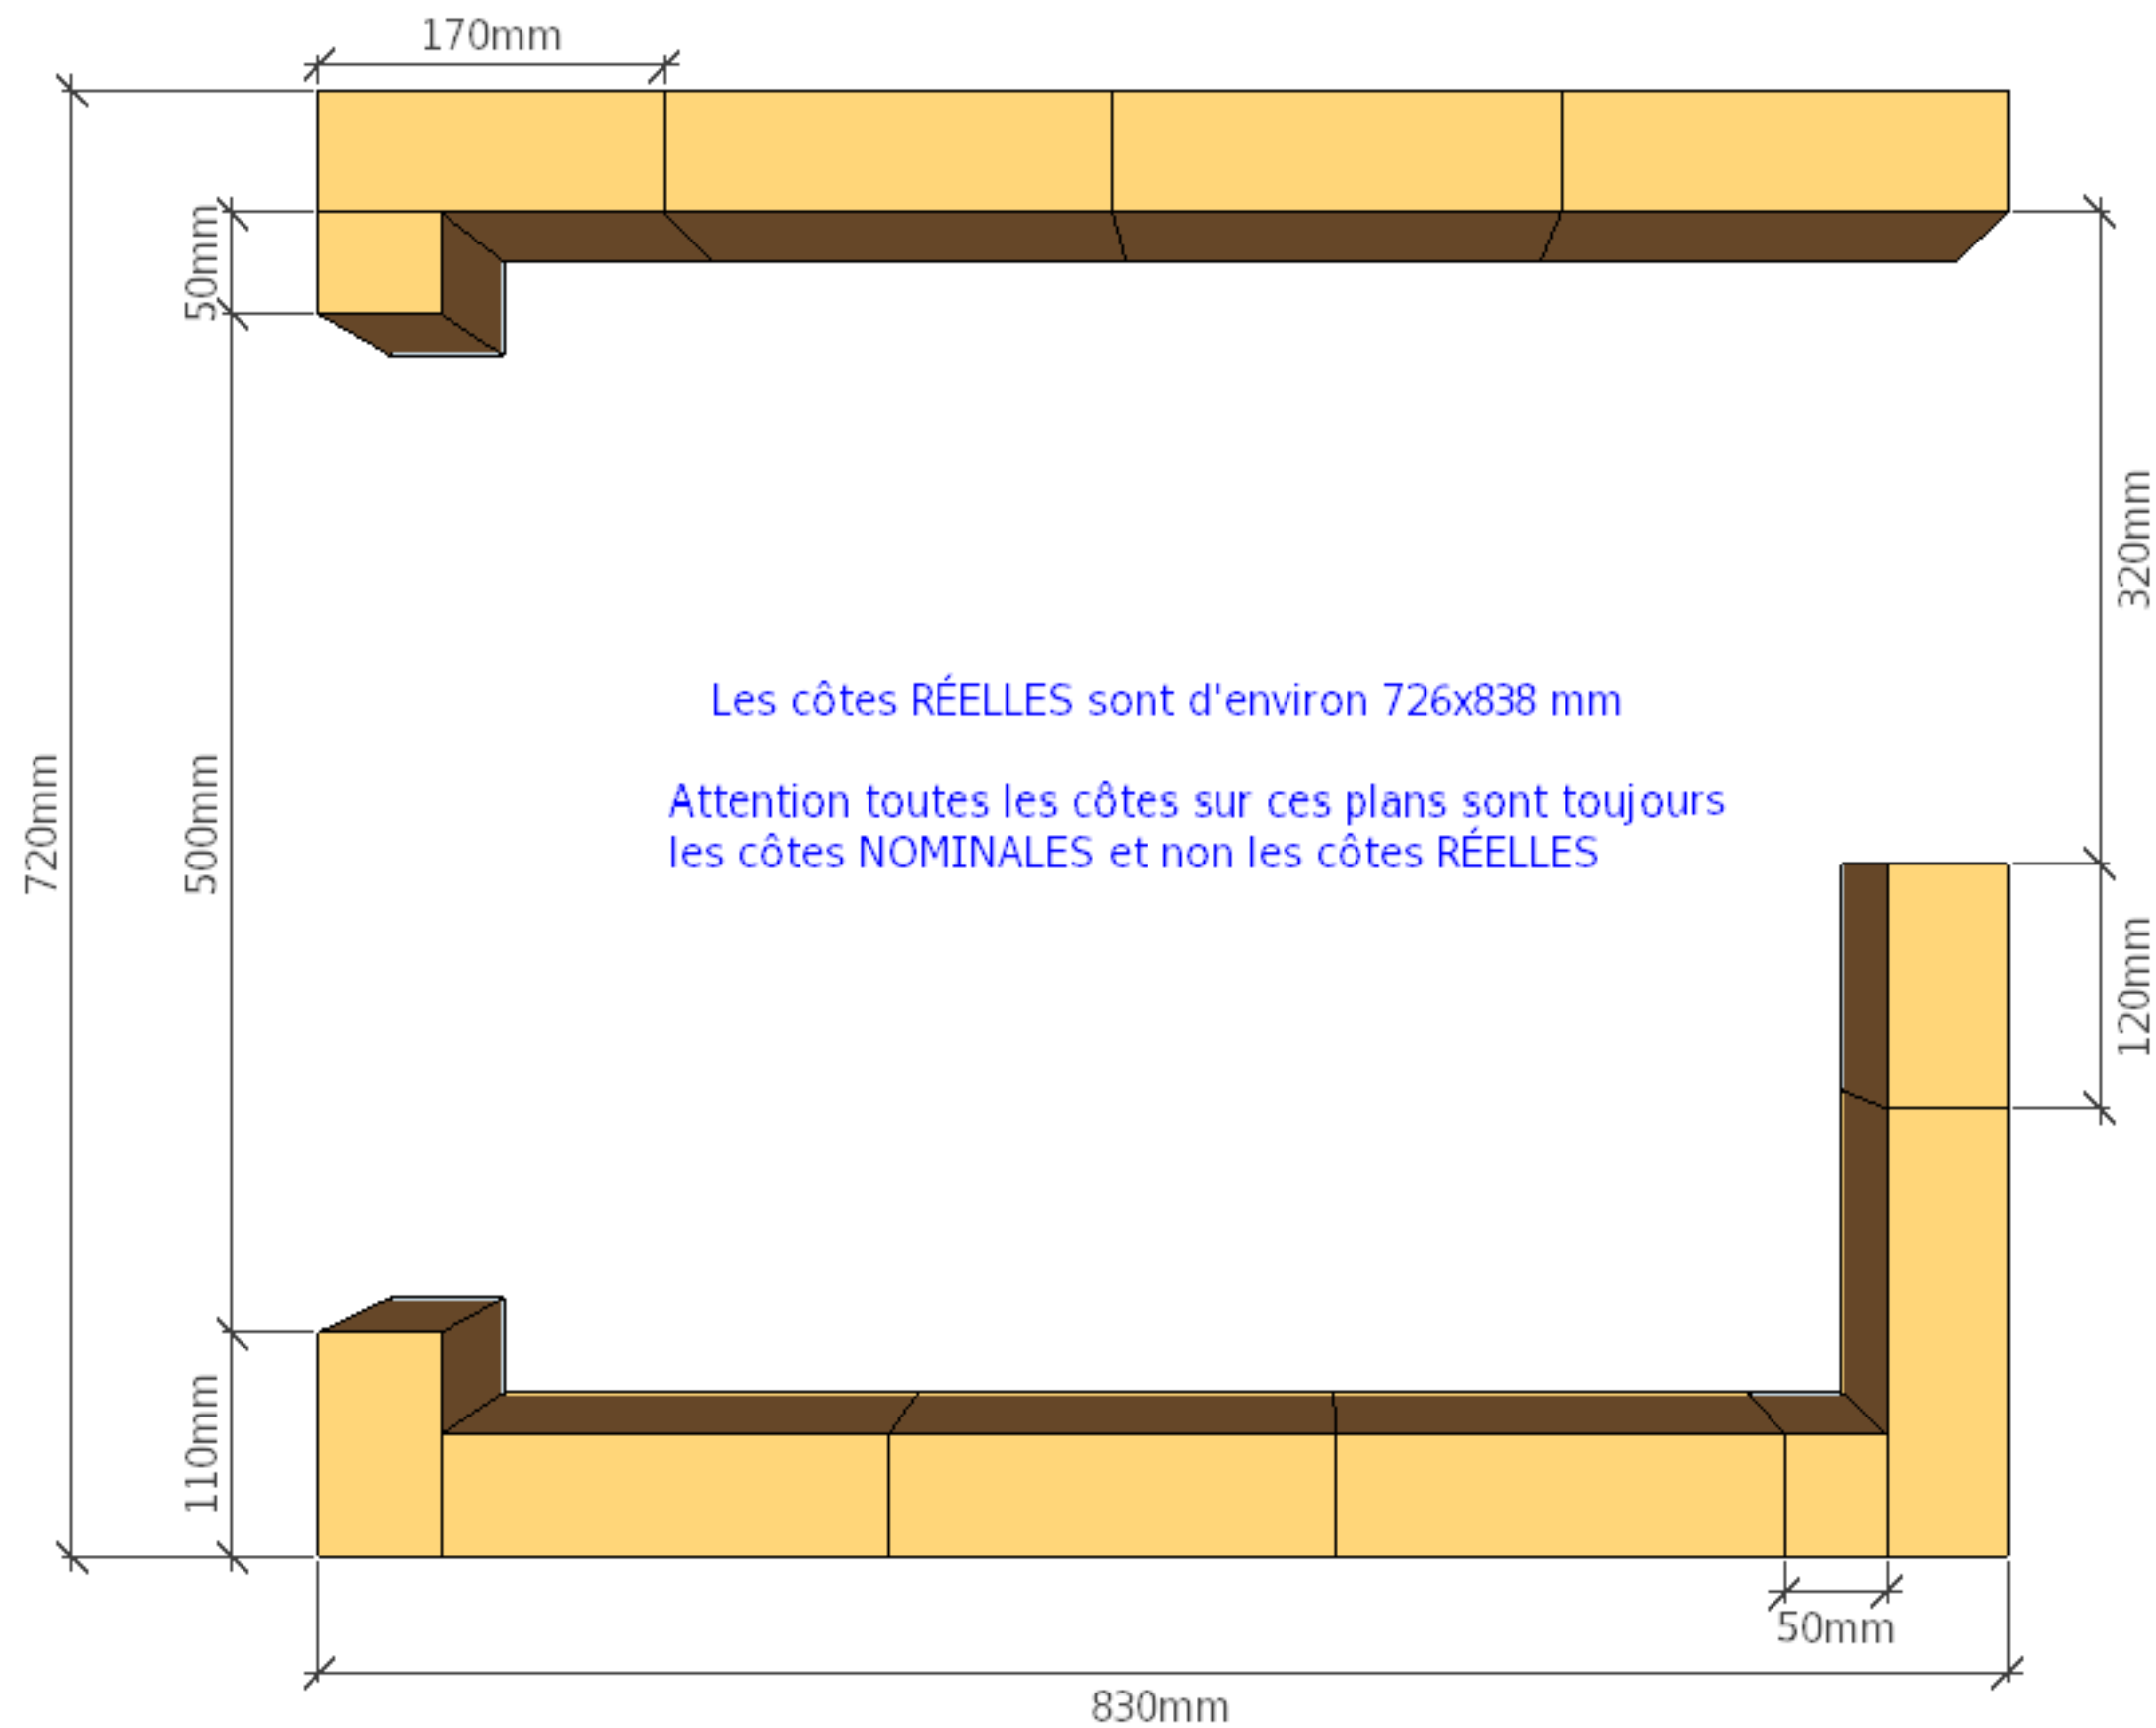 170mm
50mm
320mm
Les côtes RÉELLES sont d'environ 726x838 mm
Attention toutes les côtes sur ces plans sont toujours
les côtes NOMINALES et non les côtes RÉELLES
720mm
500mm
120mm
110mm
50mm
830mm